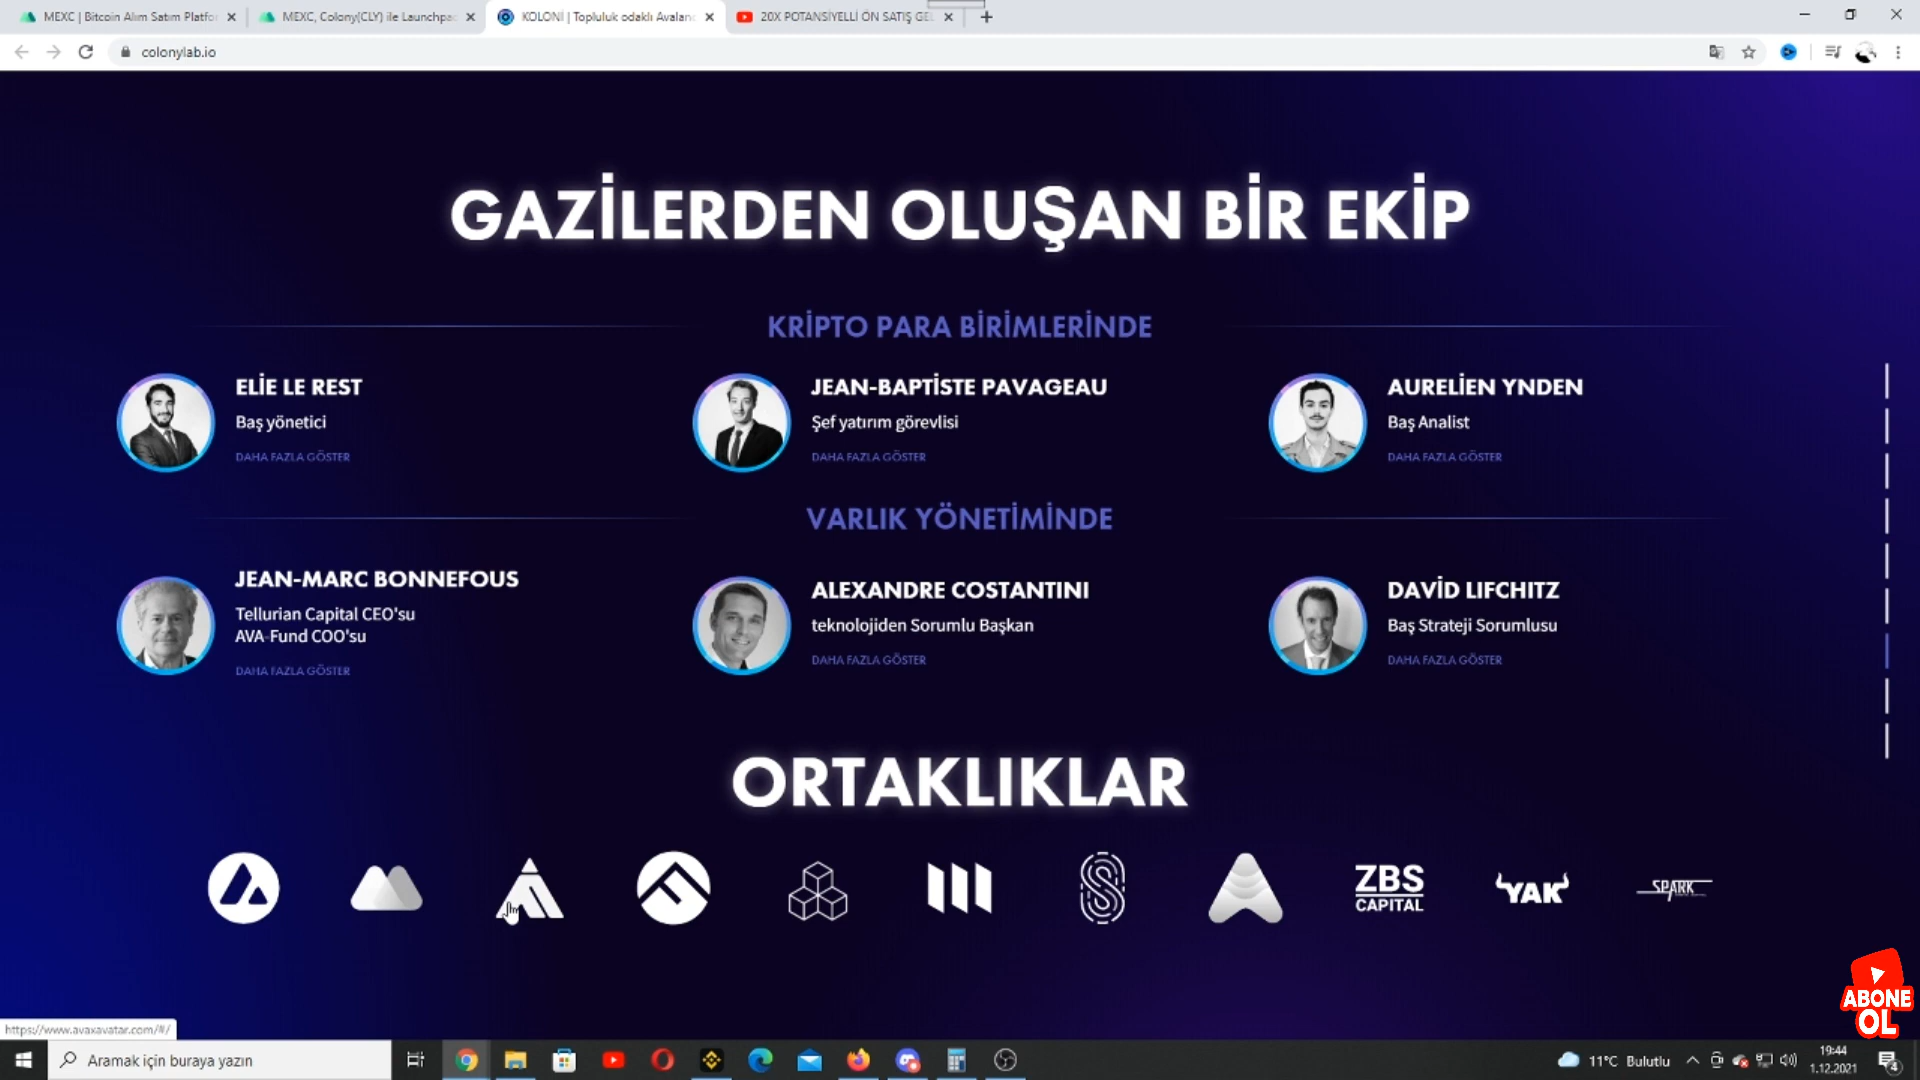 MEXC | Bitcoin Alım Satım Platfo
MEXC, Colony(CLY) ile Launchpa
KOLONİ | Topluluk odaklı Avalan
20X POTANSİYELLİ ÖN SATIŞ GEL
colonylab.io
GAZİLERDEN OLUŞAN BİR EKİP
KRİPTO PARA BİRİMLERİNDE
ELİE LE REST
Baş yönetici
DAHA FAZLA GÖSTER
JEAN-BAPTİSTE PAVAGEAU
Şef yatırım görevlisi
DAHA FAZLA GÖSTER
AURELİEN YNDEN
Baş Analist
DAHA FAZLA GÖSTER
VARLIK YÖNETİMİNDE
JEAN-MARC BONNEFOUS
Tellurian Capital CEO'su
AVA-Fund COO'su
DAHA FAZLA GÖSTER
ALEXANDRE COSTANTINI
teknolojiden Sorumlu Başkan
DAHA FAZLA GÖSTER
DAVİD LIFCHITZ
Baş Strateji Sorumlusu
DAHA FAZLA GÖSTER
ORTAKLIKLAR
ZBS
CAPITAL
YAK
SPARK
ABONE
OL
https://www.avaxavatar.com/#/
Aramak için buraya yazın
11°C Bulutlu
19:44
1.12.2021
4